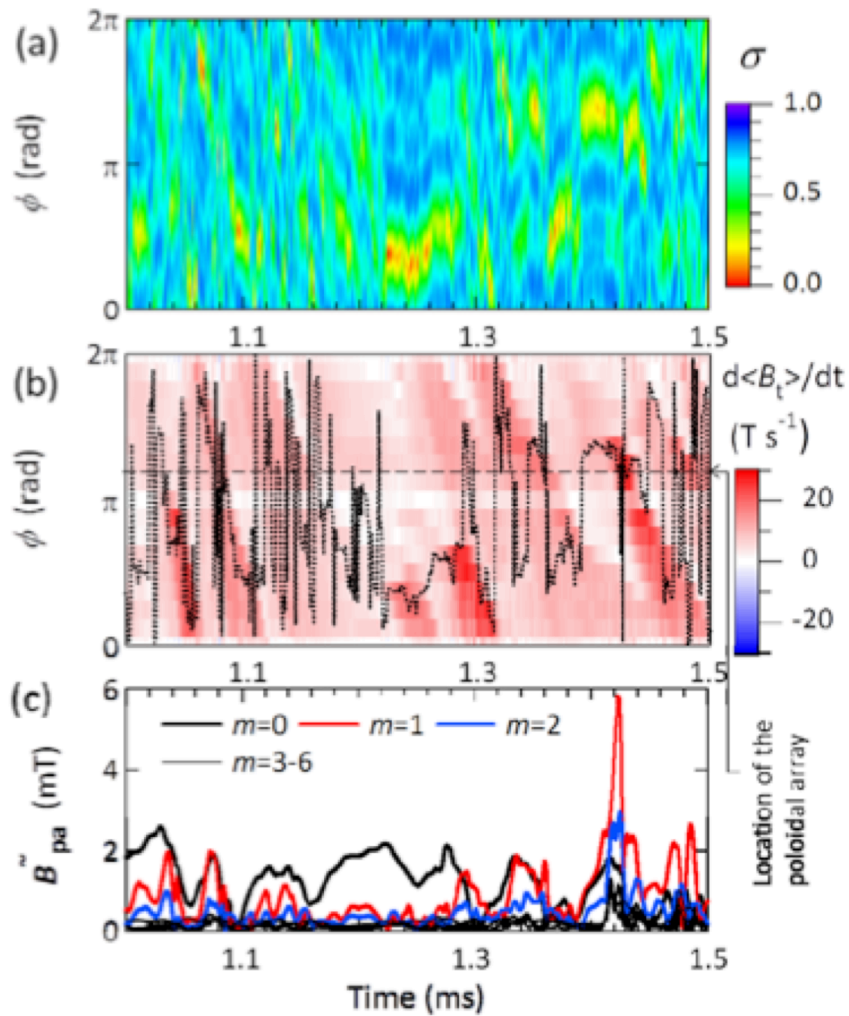 (a)
2π
π
0
ϕ (rad)
1.1
1.3
1.5
σ
1.0
0.5
0.0
(b)
2π
π
0
ϕ (rad)
1.1
1.3
1.5
d<Bt>/dt
(T s-1)
20
0
-20
(c)
6
4
2
0
B̃pa (mT)
m=0
m=1
m=2
m=3-6
1.1
1.3
1.5
Time (ms)
Location of the
poloidal array